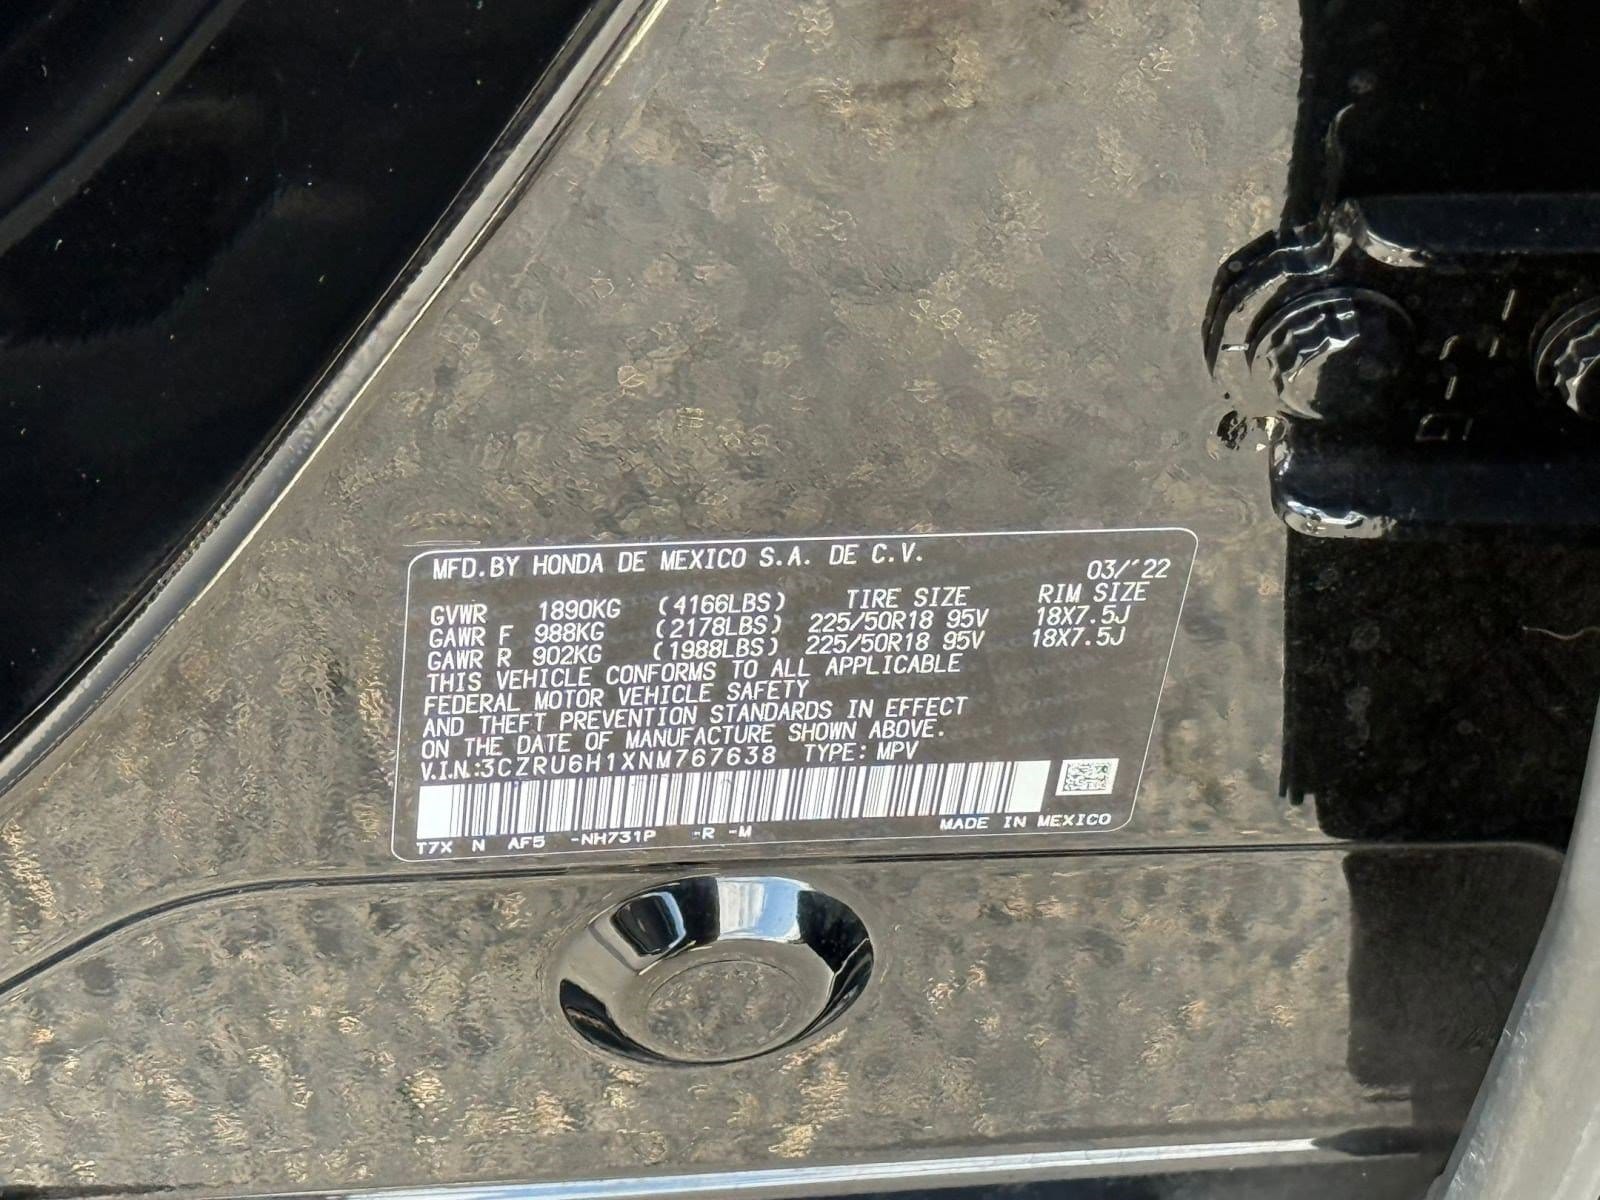 MFD.BY HONDA DE MEXICO S.A. DE C.V.
03/'22
GVWR 1890KG (4166LBS) TIRE SIZE RIM SIZE
GAWR F 988KG (2178LBS) 225/50R18 95V 18X7.5J
GAWR R 902KG (1988LBS) 225/50R18 95V 18X7.5J
THIS VEHICLE CONFORMS TO ALL APPLICABLE
FEDERAL MOTOR VEHICLE SAFETY
AND THEFT PREVENTION STANDARDS IN EFFECT
ON THE DATE OF MANUFACTURE SHOWN ABOVE.
V.I.N.:3CZRU6H1XNM767638 TYPE: MPV
T7X N AF5 -NH731P -R -M MADE IN MEXICO